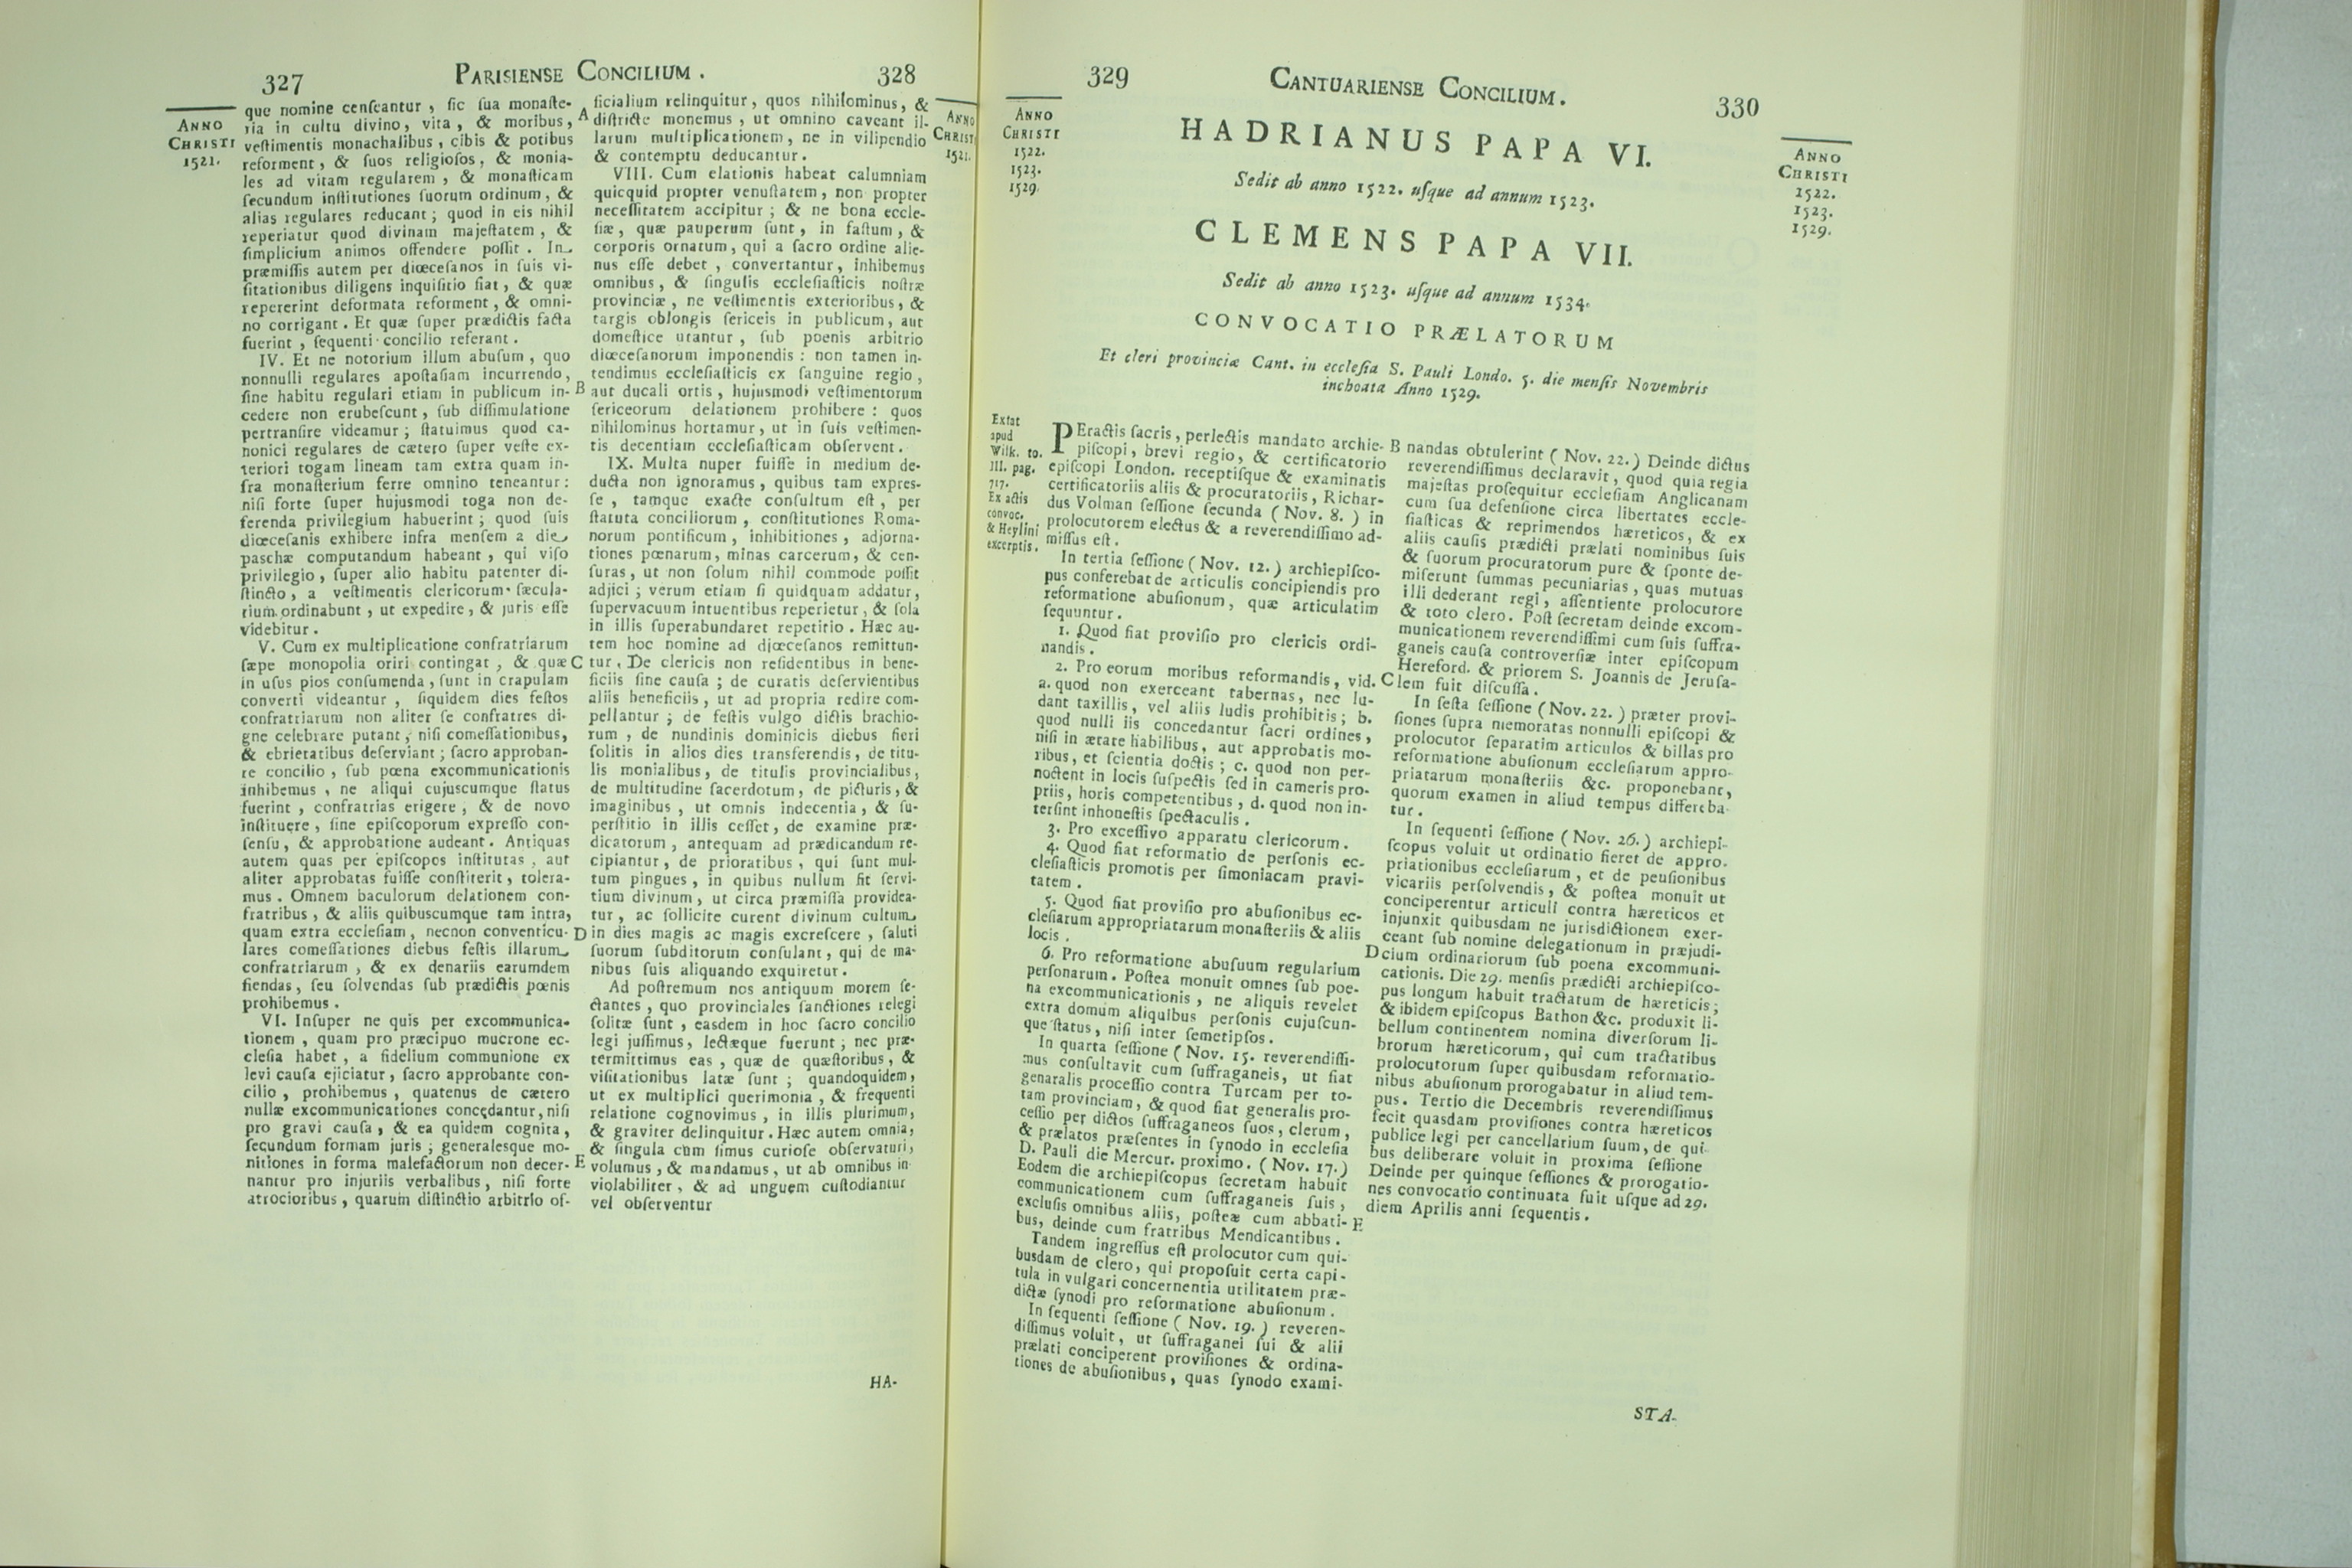 327
PARISIENSE CONCILIUM.
328
ANNO
CHRISTI
1521.
que nomine cenſeantur, ſic ſua monaſte-
ria in cultu divino, vita, & moribus,
veſtimentis monachalibus, cibis & potibus
reforment, & ſuos religioſos, & monia-
les ad vitam regularem, & monaſticam
ſecundum inſtitutiones ſuorum ordinum, &
alias regulares reducant; quod in eis nihil
reperiatur quod divinam majeſtatem, &
ſimplicium animos offendere poſſit. In
præmiſſis autem per diœceſanos in ſuis vi-
ſitationibus diligens inquiſitio fiat, & quæ
repererint deformata reforment, & omni-
no corrigant. Et quæ ſuper prædictis facta
fuerint, ſequenti concilio referant.
IV. Et ne notorium illum abuſum, quo
nonnulli regulares apoſtaſiam incurrendo,
ſine habitu regulari etiam in publicum in-
cedere non erubeſcunt, ſub diſſimulatione
pertranſire videamur; ſtatuimus quod ca-
nonici regulares de cætero ſuper veſte ex-
teriori togam lineam tam extra quam in-
fra monaſterium ferre omnino teneantur:
niſi forte ſuper hujusmodi toga non de-
ferenda privilegium habuerint; quod ſuis
diœceſanis exhibere infra menſem a die
paschæ computandum habeant, qui viſo
privilegio, ſuper alio habitu patenter di-
ſtincto, a veſtimentis clericorum ſæcula-
rium ordinabunt, ut expedire, & juris eſſe
videbitur.
V. Cum ex multiplicatione confratriarum
ſæpe monopolia oriri contingat, & quæ
in uſus pios conſumenda, ſunt in crapulam
converti videantur, ſiquidem dies feſtos
confratriarum non aliter ſe confratres di-
gne celebrare putant, niſi comeſſationibus,
& ebrietatibus deſerviant; ſacro approban-
te concilio, ſub pœna excommunicationis
inhibemus, ne aliqui cujuscumque ſtatus
fuerint, confratrias erigere, & de novo
inſtituere, ſine epiſcoporum expreſſo con-
ſenſu, & approbatione audeant. Antiquas
autem quas per epiſcopos inſtitutas, aut
aliter approbatas fuiſſe conſtiterit, tolera-
mus. Omnem baculorum delationem con-
fratribus, & aliis quibuscumque tam intra,
quam extra eccleſiam, necnon conventicu-
lares comeſſationes diebus feſtis illarum
confratriarum, & ex denariis earumdem
fiendas, ſeu ſolvendas ſub prædictis pœnis
prohibemus.
VI. Inſuper ne quis per excommunica-
tionem, quam pro præcipuo mucrone ec-
cleſia habet, a fidelium communione ex
levi cauſa ejiciatur, ſacro approbante con-
cilio, prohibemus, quatenus de cætero
nullæ excommunicationes concedantur, niſi
pro gravi cauſa, & ea quidem cognita,
ſecundum formam juris; generalesque mo-
nitiones in forma malefactorum non decer-
nantur pro injuriis verbalibus, niſi forte
atrocioribus, quarum diſtinctio arbitrio of-
A
B
C
D
E
ficialium relinquitur, quos nihilominus, &
diſtricte monemus, ut omnino caveant il-
larum multiplicationem, ne in vilipendio
& contemptu deducantur.
VIII. Cum elationis habeat calumniam
quicquid propter venuſtatem, non propter
neceſſitatem accipitur; & ne bona eccle-
ſiæ, quæ pauperum ſunt, in faſtum, &
corporis ornatum, qui a ſacro ordine alie-
nus eſſe debet, convertantur, inhibemus
omnibus, & ſingulis eccleſiaſticis noſtræ
provinciæ, ne veſtimentis exterioribus, &
targis oblongis ſericeis in publicum, aut
domeſtice utantur, ſub poenis arbitrio
diœceſanorum imponendis: non tamen in-
tendimus eccleſiaſticis ex ſanguine regio,
aut ducali ortis, hujusmodi veſtimentorum
ſericeorum delationem prohibere: quos
nihilominus hortamur, ut in ſuis veſtimen-
tis decentiam eccleſiaſticam obſervent.
IX. Multa nuper fuiſſe in medium de-
ducta non ignoramus, quibus tam expres-
ſe, tamque exacte conſultum eſt, per
ſtatuta conciliorum, conſtitutiones Roma-
norum pontificum, inhibitiones, adjorna-
tiones pœnarum, minas carcerum, & cen-
ſuras, ut non ſolum nihil commode poſſit
adjici; verum etiam ſi quidquam addatur,
ſupervacuum intuentibus reperietur, & ſola
in illis ſuperabundaret repetitio. Hæc au-
tem hoc nomine ad diœceſanos remittun-
tur. De clericis non reſidentibus in bene-
ficiis ſine cauſa; de curatis deſervientibus
aliis beneficiis, ut ad propria redire com-
pellantur; de feſtis vulgo dictis brachio-
rum, de nundinis dominicis diebus fieri
ſolitis in alios dies transferendis, de titu-
lis monialibus, de titulis provincialibus,
de multitudine ſacerdotum, de picturis, &
imaginibus, ut omnis indecentia, & ſu-
perſtitio in illis ceſſet, de examine præ-
dicatorum, antequam ad prædicandum re-
cipiantur, de prioratibus, qui ſunt mul-
tum pingues, in quibus nullum fit ſervi-
tium divinum, ut circa præmiſſa providea-
tur, ac ſollicite curent divinum cultum
in dies magis ac magis excreſcere, ſaluti
ſuorum ſubditorum conſulant, qui de ma-
nibus ſuis aliquando exquiretur.
Ad poſtremum nos antiquum morem ſe-
ctantes, quo provinciales ſanctiones relegi
ſolitæ ſunt, easdem in hoc ſacro concilio
legi juſſimus, lectæque fuerunt; nec præ-
termittimus eas, quæ de quæſtoribus, &
viſitationibus latæ ſunt; quandoquidem,
ut ex multiplici querimonia, & frequenti
relatione cognovimus, in illis plurimum,
& graviter delinquitur. Hæc autem omnia,
& ſingula cum ſimus curioſe obſervaturi,
volumus, & mandamus, ut ab omnibus in
violabiliter, & ad unguem cuſtodiantur
vel obſerventur
ANNO
CHRISTI
1521.
HA-
329
CANTUARIENSE CONCILIUM.
330
ANNO
CHRISTI
1522.
1523.
1529.
HADRIANUS PAPA VI.
Sedit ab anno 1522. uſque ad annum 1523.
CLEMENS PAPA VII.
Sedit ab anno 1523. uſque ad annum 1534.
CONVOCATIO PRÆLATORUM
Et cleri provinciæ Cant. in eccleſia S. Pauli Londo. 5. die menſis Novembris
inchoata Anno 1529.
ANNO
CHRISTI
1522.
1523.
1529.
Extat
apud
Wilk. to.
III. pag.
717.
Ex actis
convoc.
& Heylini
excerptis.
PEractis ſacris, perlectis mandato archie-
piſcopi, brevi regio, & certificatorio
epiſcopi London. receptiſque & examinatis
certificatoriis aliis & procuratoriis, Richar-
dus Volman ſeſſione ſecunda (Nov. 8.) in
prolocutorem electus & a reverendiſſimo ad-
miſſus eſt.
In tertia ſeſſione (Nov. 12.) archiepiſco-
pus conferebat de articulis concipiendis pro
reformatione abuſionum, quæ articulatim
ſequuntur.
1. Quod fiat proviſio pro clericis ordi-
nandis.
2. Pro eorum moribus reformandis, vid.
a. quod non exerceant tabernas, nec lu-
dant taxillis, vel aliis ludis prohibitis; b.
quod nulli iis concedantur ſacri ordines,
niſi in ætate habilibus, aut approbatis mo-
ribus, et ſcientia doctis; c. quod non per-
noctent in locis ſuſpectis ſed in cameris pro-
priis, horis competentibus, d. quod non in-
terſint inhoneſtis ſpectaculis.
3. Pro exceſſivo apparatu clericorum.
4. Quod fiat reformatio de perſonis ec-
cleſiaſticis promotis per ſimoniacam pravi-
tatem.
5. Quod fiat proviſio pro abuſionibus ec-
cleſiarum appropriatarum monaſteriis & aliis
locis.
6. Pro reformatione abuſuum regularium
perſonarum. Poſtea monuit omnes ſub poe-
na excommunicationis, ne aliquis revelet
extra domum aliquibus perſonis cujuſcun-
que ſtatus, niſi inter ſemetipſos.
In quarta ſeſſione (Nov. 15. reverendiſſi-
mus conſultavit cum ſuffraganeis, ut fiat
genaralis proceſſio contra Turcam per to-
tam provinciam, & quod fiat generalis pro-
ceſſio per dictos ſuffraganeos ſuos, clerum,
& prælatos præſentes in ſynodo in eccleſia
D. Pauli die Mercur. proximo. (Nov. 17.)
Eodem die archiepiſcopus ſecretam habuit
communicationem cum ſuffraganeis ſuis,
excluſis omnibus aliis, poſteæ cum abbati-
bus, deinde cum fratribus Mendicantibus.
Tandem ingreſſus eſt prolocutor cum qui-
busdam de clero, qui propoſuit certa capi-
tula in vulgari concernentia utilitatem præ-
dictæ ſynodi pro reformatione abuſionum.
In ſequenti ſeſſione (Nov. 19.) reveren-
diſſimus voluit, ut ſuffraganei ſui & alii
prælati conciperent proviſiones & ordina-
tiones de abuſionibus, quas ſynodo exami-
B
C
D
E
nandas obtulerint (Nov. 22.) Deinde dictus
reverendiſſimus declaravit, quod quia regia
majeſtas proſequitur eccleſiam Anglicanam
cum ſua defenſione circa libertates eccle-
ſiaſticas & reprimendos hæreticos, & ex
aliis cauſis prædicti prælati nominibus ſuis
& ſuorum procuratorum pure & ſponte de-
miſerunt ſummas pecuniarias, quas mutuas
illi dederant regi, aſſentiente prolocutore
& toto clero. Poſt ſecretam deinde excom-
municationem reverendiſſimi cum ſuis ſuffra-
ganeis cauſa controverſiæ inter epiſcopum
Hereford. & priorem S. Joannis de Jeruſa-
lem fuit diſcuſſa.
In ſeſta ſeſſione (Nov. 22.) præter provi-
ſiones ſupra memoratas nonnulli epiſcopi &
prolocutor ſeparatim articulos & billas pro
reformatione abuſionum eccleſiarum appro-
priatarum monaſteriis &c. proponebant,
quorum examen in aliud tempus differeba-
tur.
In ſequenti ſeſſione (Nov. 26.) archiepi-
ſcopus voluit ut ordinatio fieret de appro-
priationibus eccleſiarum, et de peuſionibus
vicariis perſolvendis, & poſtea monuit ut
conciperentur articuli contra hæreticos et
injunxit quibusdam ne jurisdictionem exer-
ceant ſub nomine delegationum in præjudi-
cium ordinariorum ſub poena excommuni-
cationis. Die 29. menſis prædicti archiepiſco-
pus longum habuit tractatum de hæreticis;
& ibidem epiſcopus Bathon &c. produxit li-
bellum continentem nomina diverſorum li-
brorum hæreticorum, qui cum tractatibus
prolocutorum ſuper quibusdam reformatio-
nibus abuſionum prorogabatur in aliud tem-
pus. Tertio die Decembris reverendiſſimus
fecit quasdam proviſiones contra hæreticos
publice legi per cancellarium ſuum, de qui-
bus deliberare voluit in proxima ſeſſione
Deinde per quinque ſeſſiones & prorogatio-
nes convocatio continuata fuit uſque ad 29.
diem Aprilis anni ſequentis.
STA-